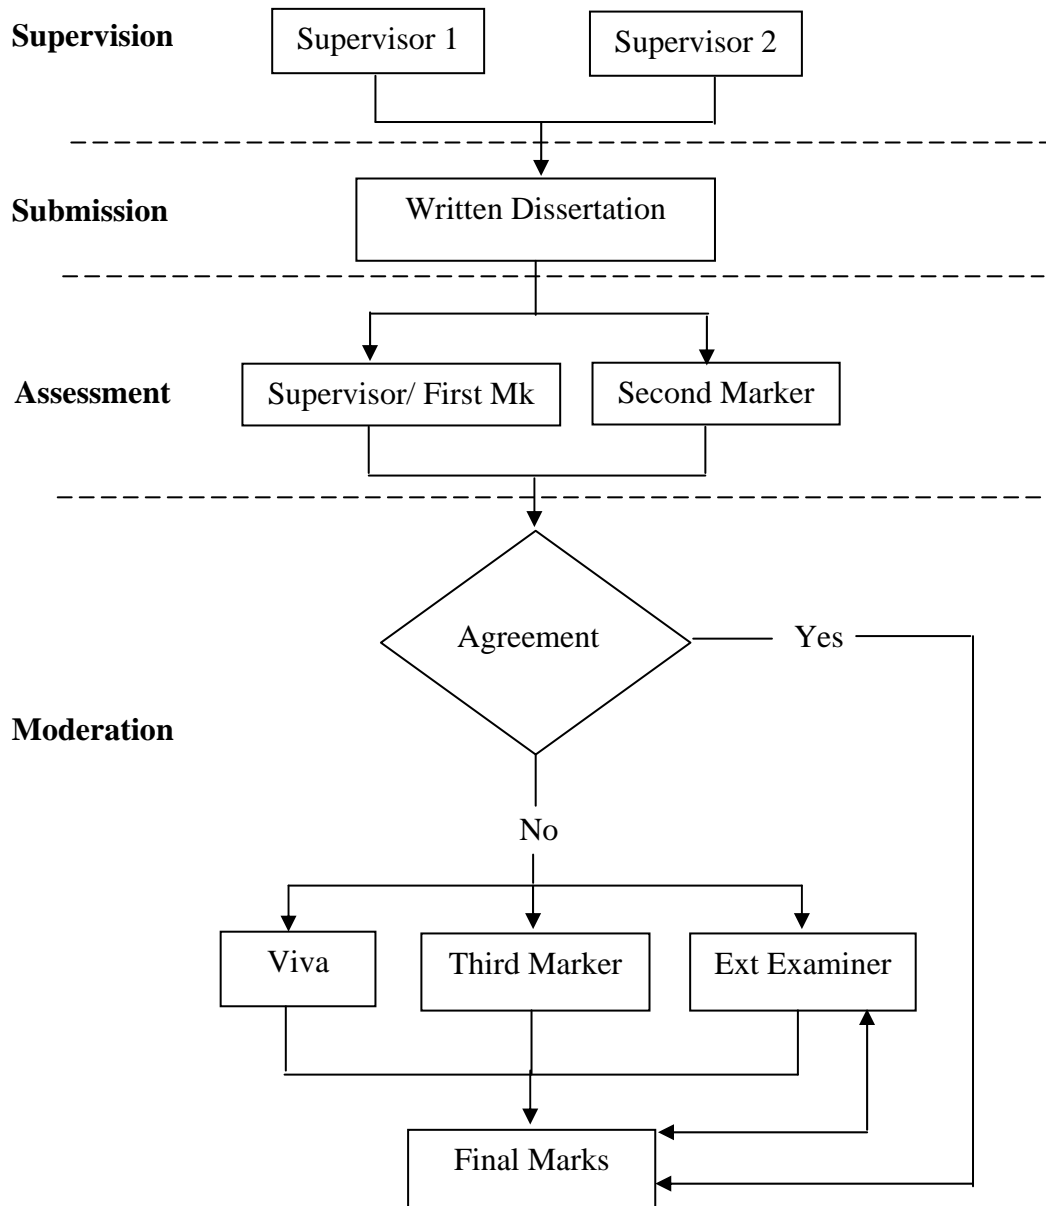 Supervision
Supervisor 1
Supervisor 2
Submission
Written Dissertation
Assessment
Supervisor/ First Mk
Second Marker
Agreement
Yes
Moderation
No
Viva
Third Marker
Ext Examiner
Final Marks